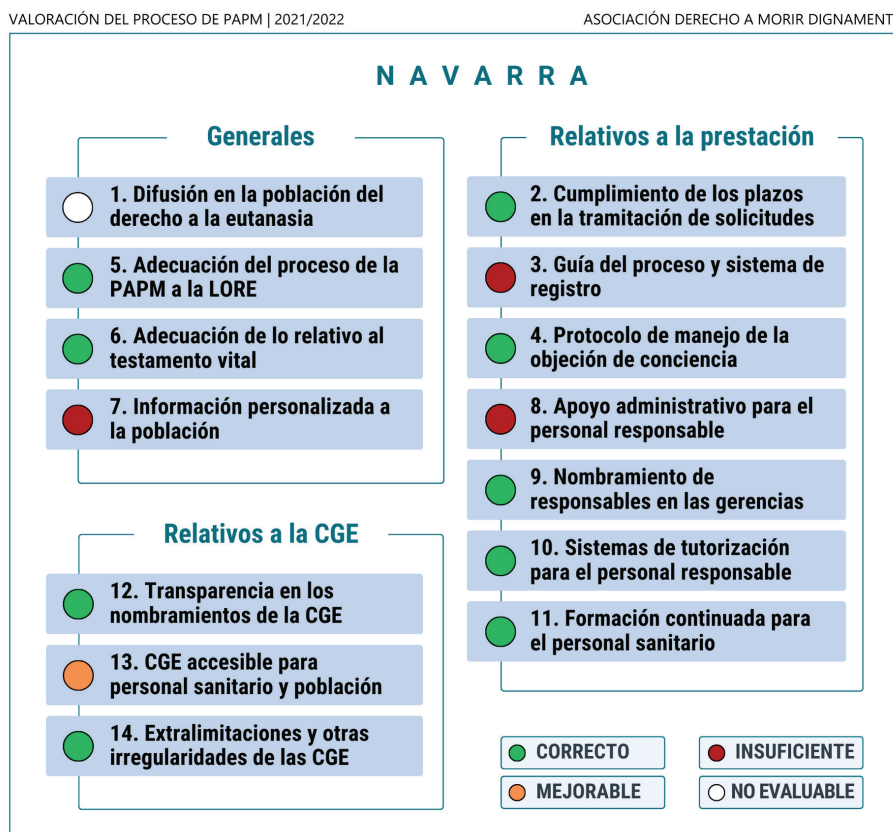 VALORACIÓN DEL PROCESO DE PAPM | 2021/2022
ASOCIACIÓN DERECHO A MORIR DIGNAMENT
NAVARRA
Generales
1. Difusión en la población del
derecho a la eutanasia
5. Adecuación del proceso de la
PAPM a la LORE
6. Adecuación de lo relativo al
testamento vital
7. Información personalizada a
la población
Relativos a la CGE
12. Transparencia en los
nombramientos de la CGE
13. CGE accesible para
personal sanitario y población
14. Extralimitaciones y otras
irregularidades de las CGE
Relativos a la prestación
2. Cumplimiento de los plazos
en la tramitación de solicitudes
3. Guía del proceso y sistema de
registro
4. Protocolo de manejo de la
objeción de conciencia
8. Apoyo administrativo para el
personal responsable
9. Nombramiento de
responsables en las gerencias
10. Sistemas de tutorización
para el personal responsable
11. Formación continuada para
el personal sanitario
CORRECTO
INSUFICIENTE
MEJORABLE
NO EVALUABLE